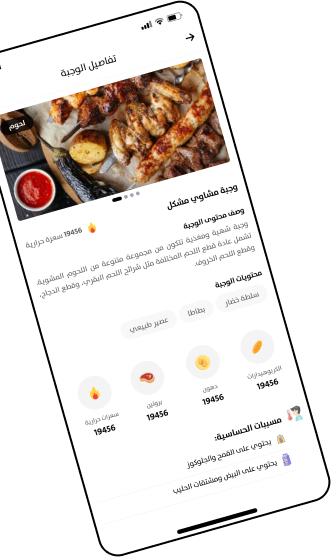 تفاصيل الوجبة
لحوم
وجبة مشاوي مشكل
19456 سعرة حرارية
وصف محتوى الوجبة
وجبة شهية ومغذية تتكون من مجموعة متنوعة من اللحوم المشوية.
تشمل عادة قطع اللحم المختلفة مثل شرائح اللحم البقري، وقطع الدجاج،
وقطع اللحم الخروف.
محتويات الوجبة
سلطة خضار
بطاطا
عصير طبيعي
الكربوهيدرات
19456
دهون
19456
بروتين
19456
سعرات حرارية
19456
مسببات الحساسية:
يحتوي على القمح والجلوتوكوز
يحتوي على البيض ومشتقات الحليب